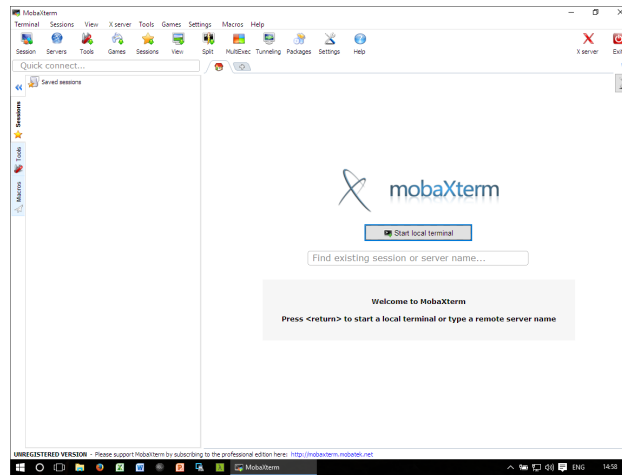 MobaXterm
Terminal Sessions View X server Tools Games Settings Macros Help
Session Servers Tools Games Sessions View Split MultiExec Tunneling Packages Settings Help X server Exit
Quick connect...
Saved sessions
Sessions
Tools
Macros
mobaXterm
Start local terminal
Find existing session or server name...
Welcome to MobaXterm
Press <return> to start a local terminal or type a remote server name
UNREGISTERED VERSION - Please support MobaXterm by subscribing to the professional edition here: http://mobaxterm.mobatek.net
MobaXterm
ENG
14:58